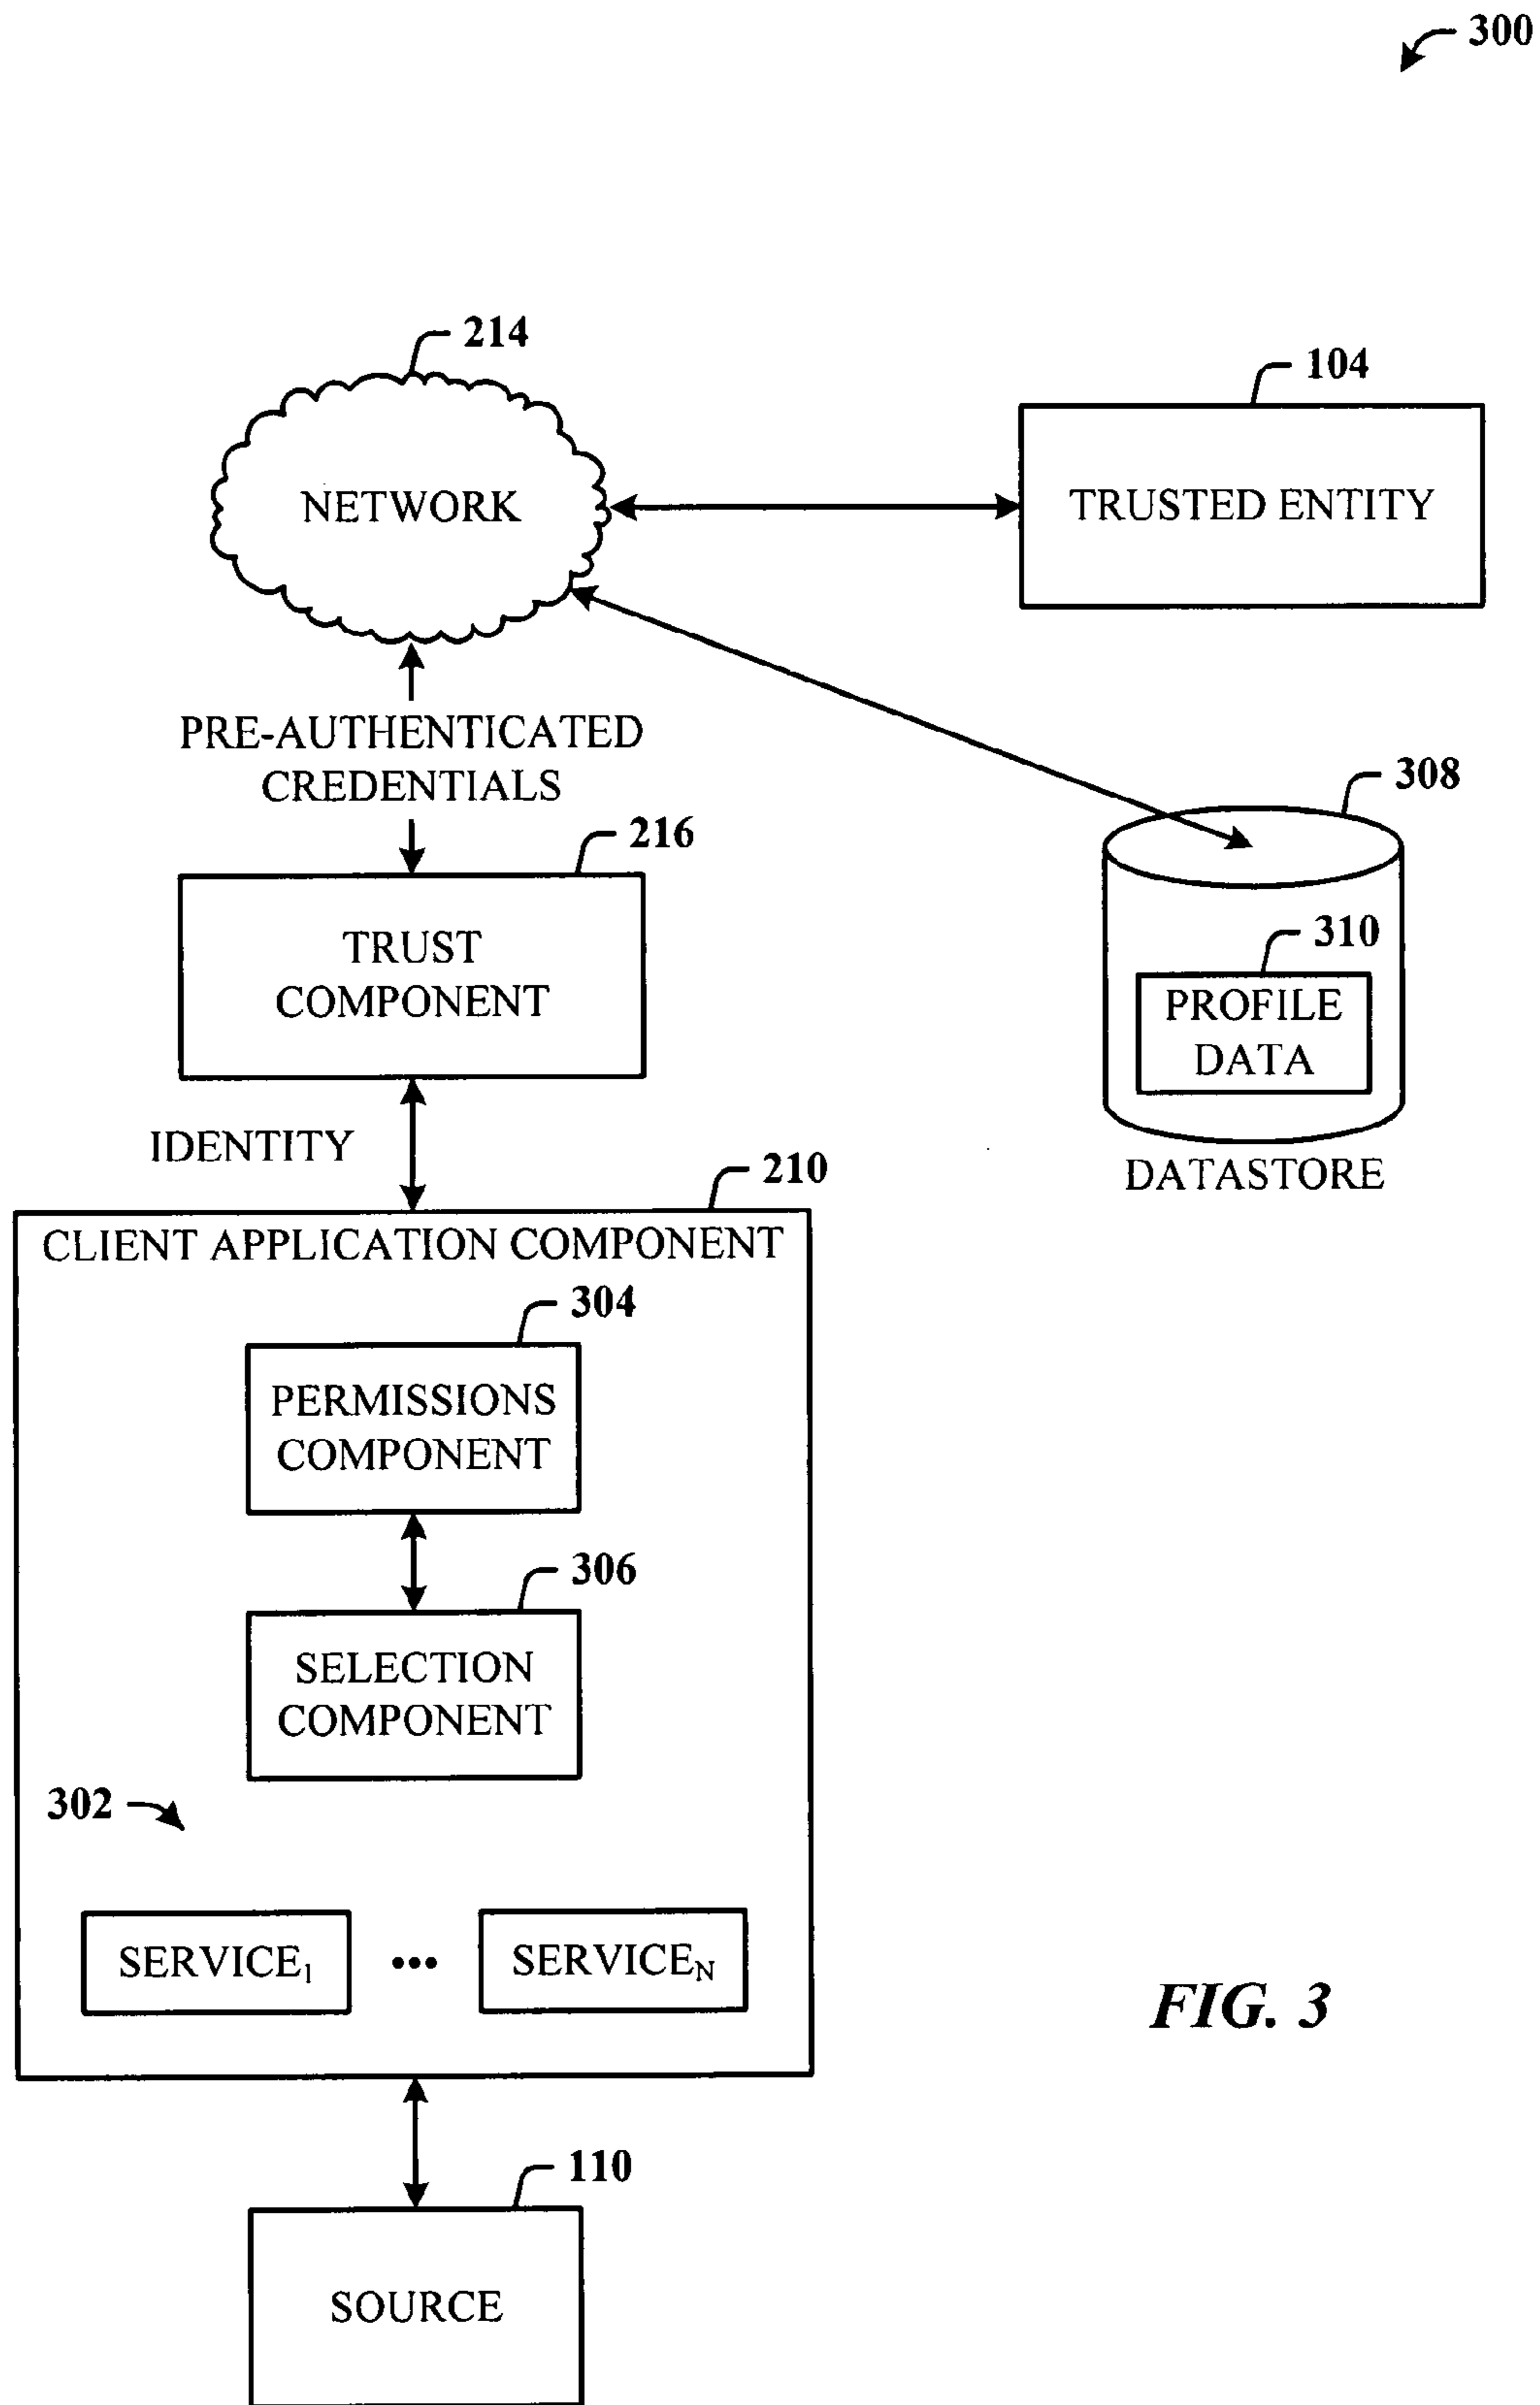 300
214
104
NETWORK
TRUSTED ENTITY
PRE-AUTHENTICATED
CREDENTIALS
308
216
TRUST
COMPONENT
310
PROFILE
DATA
IDENTITY
DATASTORE
210
CLIENT APPLICATION COMPONENT
304
PERMISSIONS
COMPONENT
306
SELECTION
COMPONENT
302
SERVICE1 ••• SERVICEN
FIG. 3
110
SOURCE